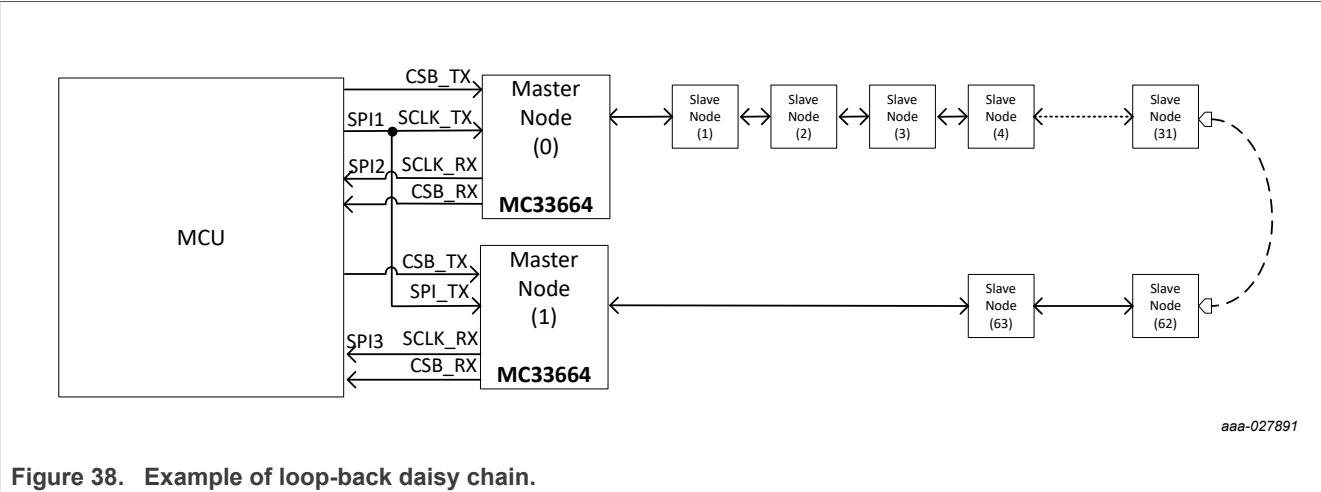 CSB_TX
SPI1 SCLK_TX
SPI2 SCLK_RX
CSB_RX
Master
Node
(0)
MC33664
Slave
Node
(1)
Slave
Node
(2)
Slave
Node
(3)
Slave
Node
(4)
Slave
Node
(31)
MCU
CSB_TX
SPI_TX
SPI3 SCLK_RX
CSB_RX
Master
Node
(1)
MC33664
Slave
Node
(63)
Slave
Node
(62)
aaa-027891
Figure 38. Example of loop-back daisy chain.